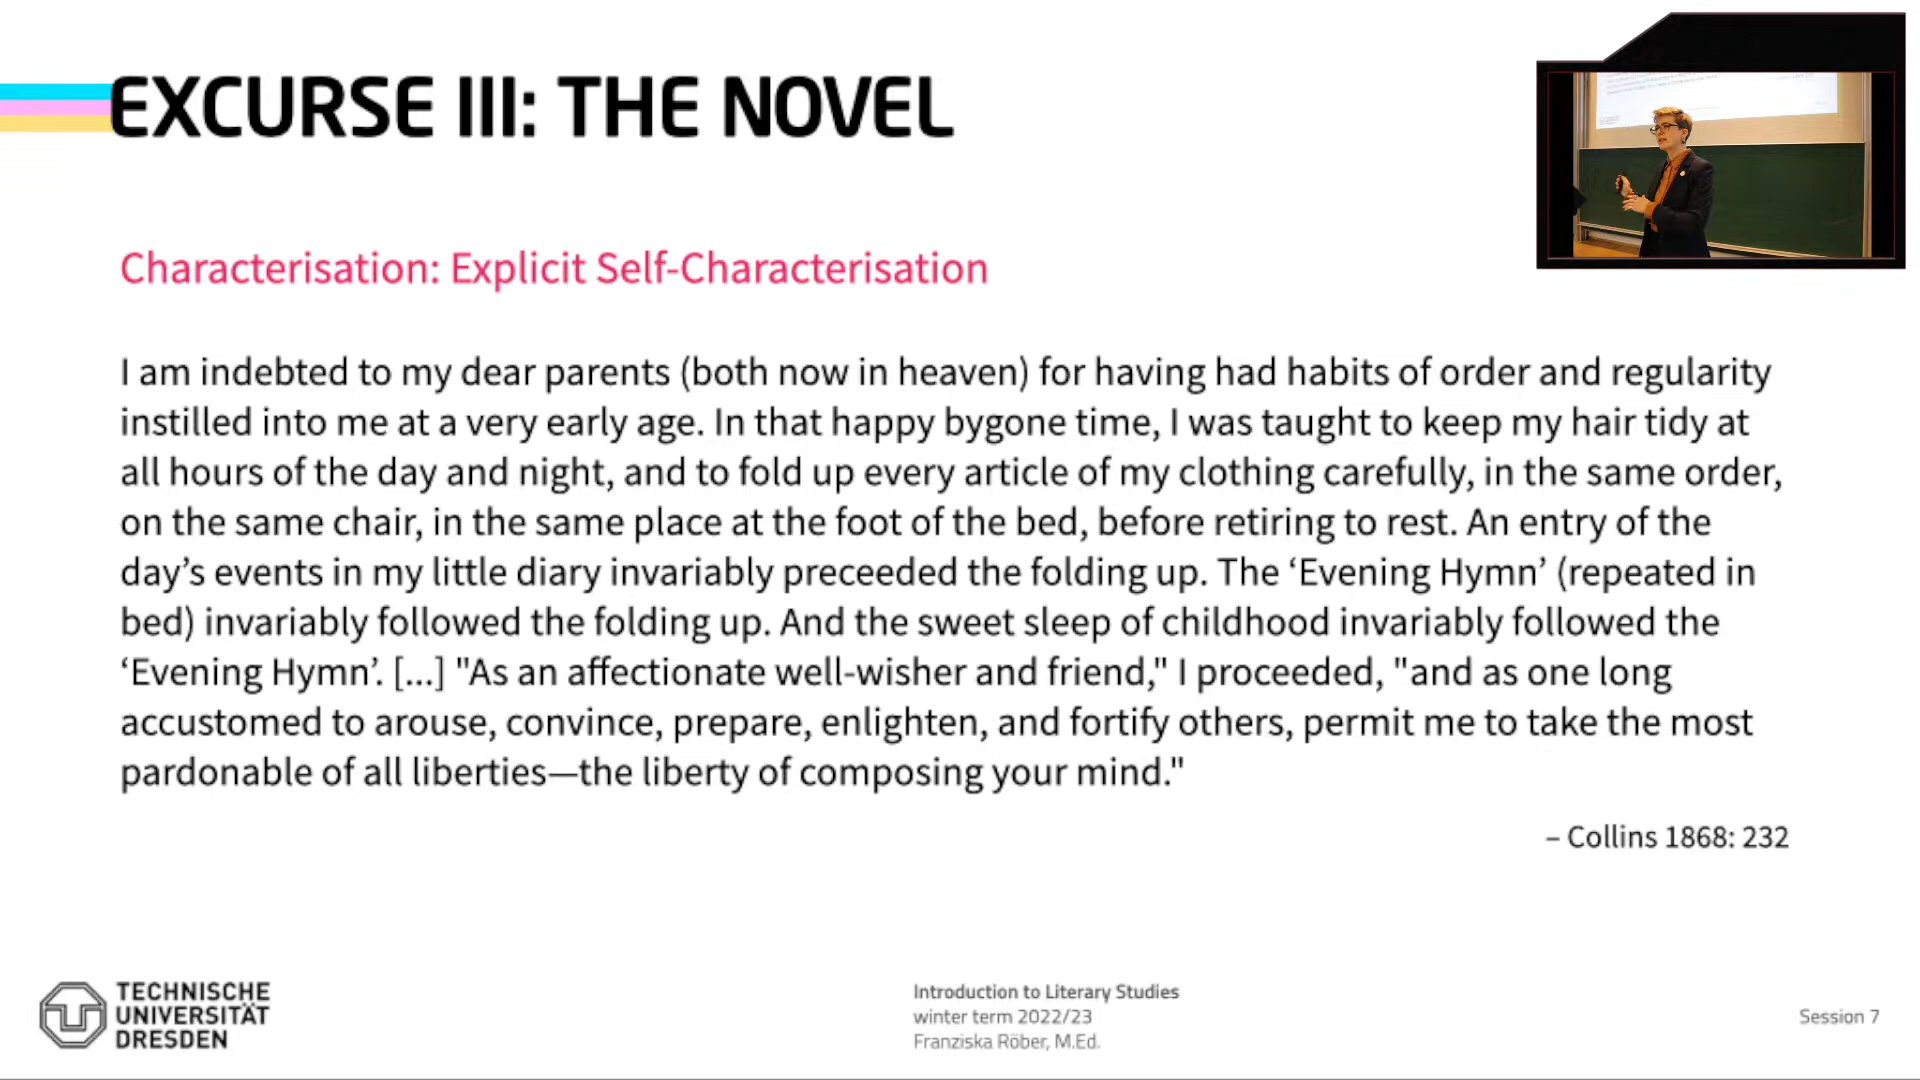 EXCURSE III: THE NOVEL
Characterisation: Explicit Self-Characterisation
I am indebted to my dear parents (both now in heaven) for having had habits of order and regularity
instilled into me at a very early age. In that happy bygone time, I was taught to keep my hair tidy at
all hours of the day and night, and to fold up every article of my clothing carefully, in the same order,
on the same chair, in the same place at the foot of the bed, before retiring to rest. An entry of the
day’s events in my little diary invariably preceeded the folding up. The ‘Evening Hymn’ (repeated in
bed) invariably followed the folding up. And the sweet sleep of childhood invariably followed the
‘Evening Hymn’. [...] "As an affectionate well-wisher and friend," I proceeded, "and as one long
accustomed to arouse, convince, prepare, enlighten, and fortify others, permit me to take the most
pardonable of all liberties—the liberty of composing your mind."
– Collins 1868: 232
TECHNISCHE
UNIVERSITÄT
DRESDEN
Introduction to Literary Studies
winter term 2022/23
Franziska Röber, M.Ed.
Session 7